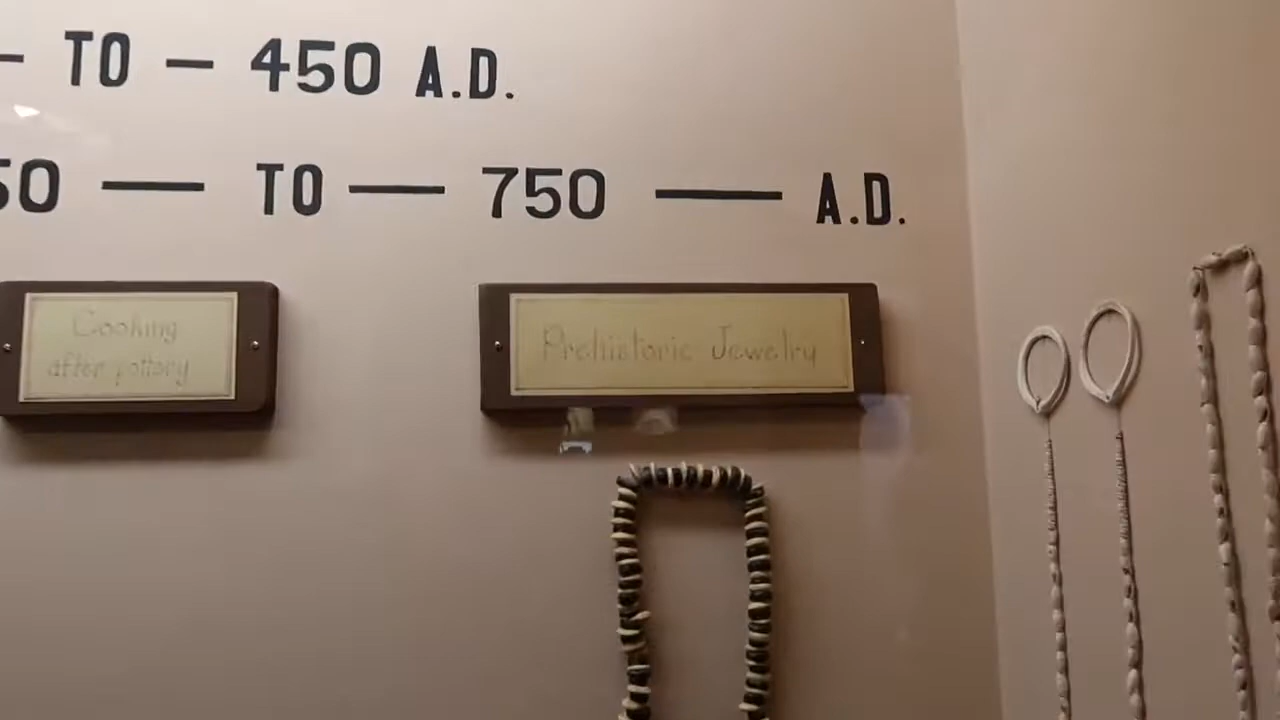 — TO — 450 A.D.
50 — TO — 750 — A.D.
Cooking
after pottery
Prehistoric Jewelry